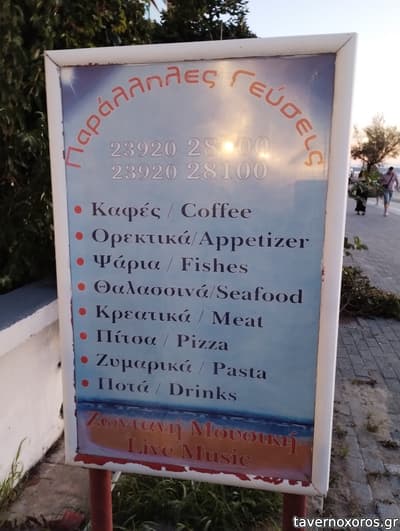 Παράλληλες Γεύσεις
23920
23920 28100
• Καφές / Coffee
• Ορεκτικά/Appetizer
• Ψάρια / Fishes
• Θαλασσινά/Seafood
• Κρεατικά / Meat
• Πίτσα / Pizza
• Ζυμαρικά / Pasta
• Ποτά / Drinks
Ζωντανή Μουσική
Live Music
tavernoxoros.gr